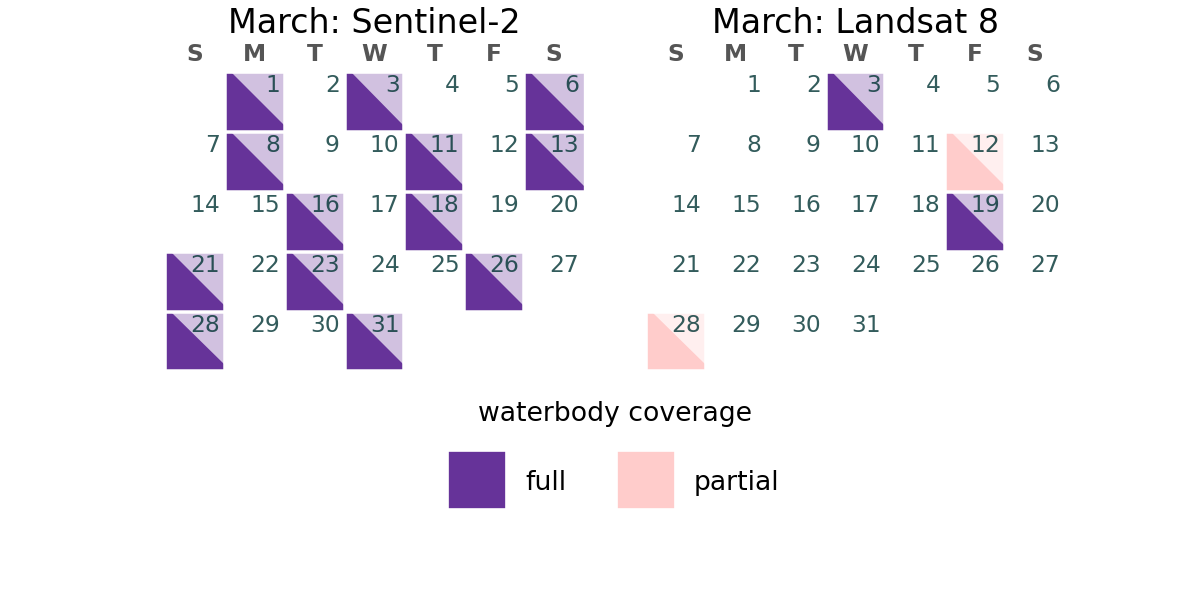 March: Sentinel-2
S M T W T F S
1 2 3 4 5 6
7 8 9 10 11 12 13
14 15 16 17 18 19 20
21 22 23 24 25 26 27
28 29 30 31
March: Landsat 8
S M T W T F S
1 2 3 4 5 6
7 8 9 10 11 12 13
14 15 16 17 18 19 20
21 22 23 24 25 26 27
28 29 30 31
waterbody coverage
full partial